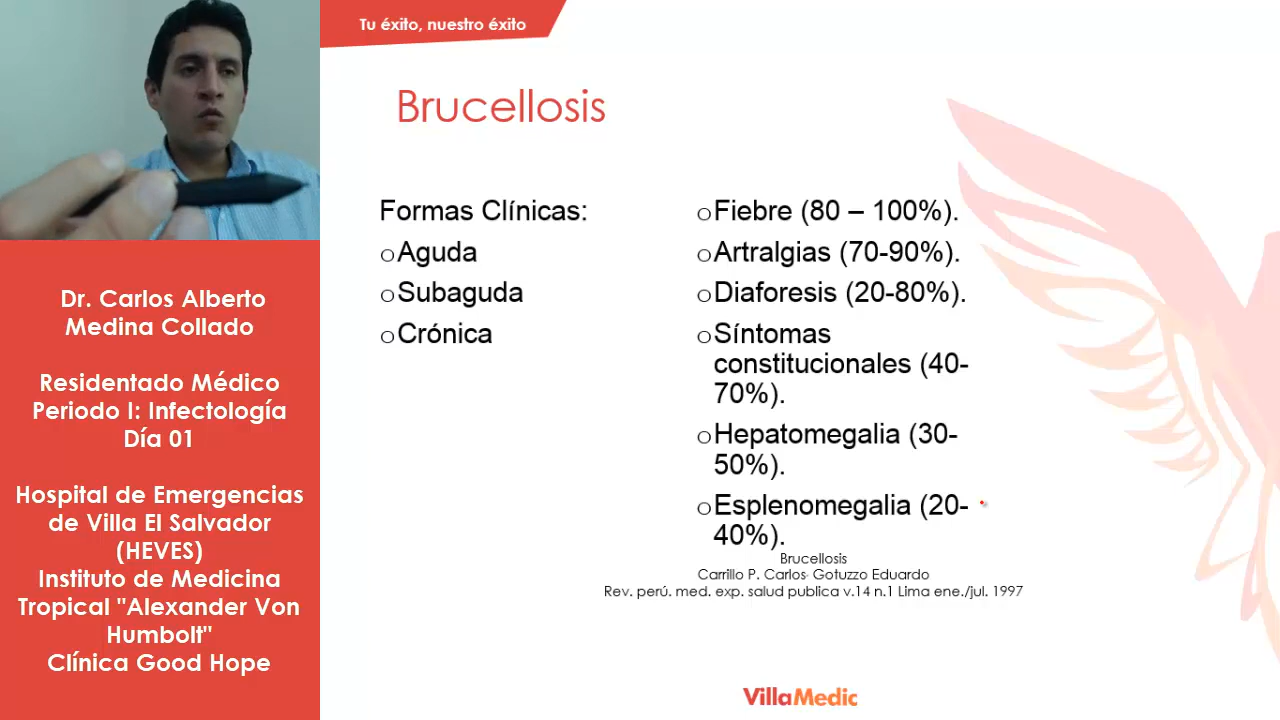 Tu éxito, nuestro éxito
Brucellosis
Formas Clínicas:
oAguda
oSubaguda
oCrónica
oFiebre (80 – 100%).
oArtralgias (70-90%).
oDiaforesis (20-80%).
oSíntomas
constitucionales (40-
70%).
oHepatomegalia (30-
50%).
oEsplenomegalia (20-
40%).
Brucellosis
Carrillo P. Carlos· Gotuzzo Eduardo
Rev. perú. med. exp. salud publica v.14 n.1 Lima ene./jul. 1997
VillaMedic
Dr. Carlos Alberto
Medina Collado
Residentado Médico
Periodo I: Infectología
Día 01
Hospital de Emergencias
de Villa El Salvador
(HEVES)
Instituto de Medicina
Tropical "Alexander Von
Humbolt"
Clínica Good Hope